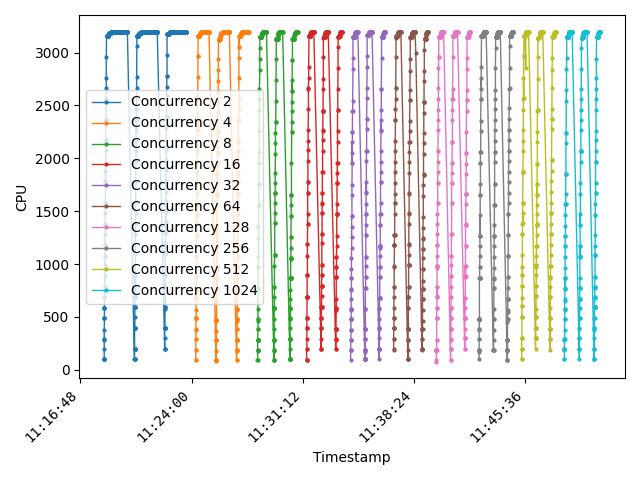 CPU
3000
2500
2000
1500
1000
500
0
Concurrency 2
Concurrency 4
Concurrency 8
Concurrency 16
Concurrency 32
Concurrency 64
Concurrency 128
Concurrency 256
Concurrency 512
Concurrency 1024
11:16:48
11:24:00
11:31:12
11:38:24
11:45:36
Timestamp